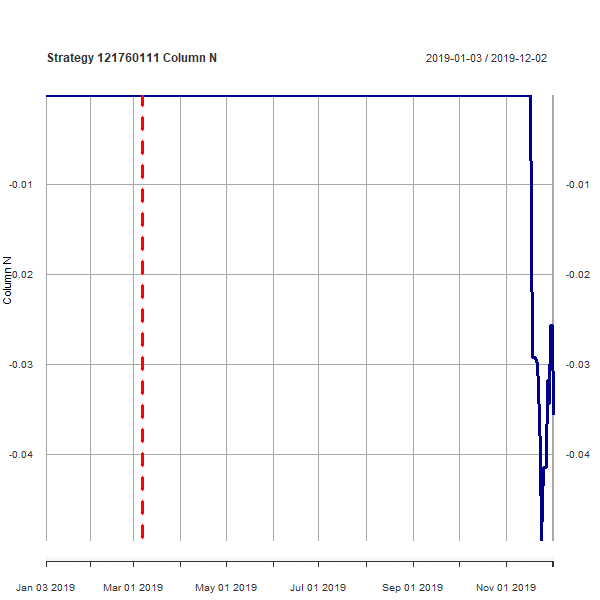 Strategy 121760111 Column N
2019-01-03 / 2019-12-02
-0.01
-0.01
-0.02
-0.02
-0.03
-0.03
-0.04
-0.04
Column N
Jan 03 2019
Mar 01 2019
May 01 2019
Jul 01 2019
Sep 01 2019
Nov 01 2019